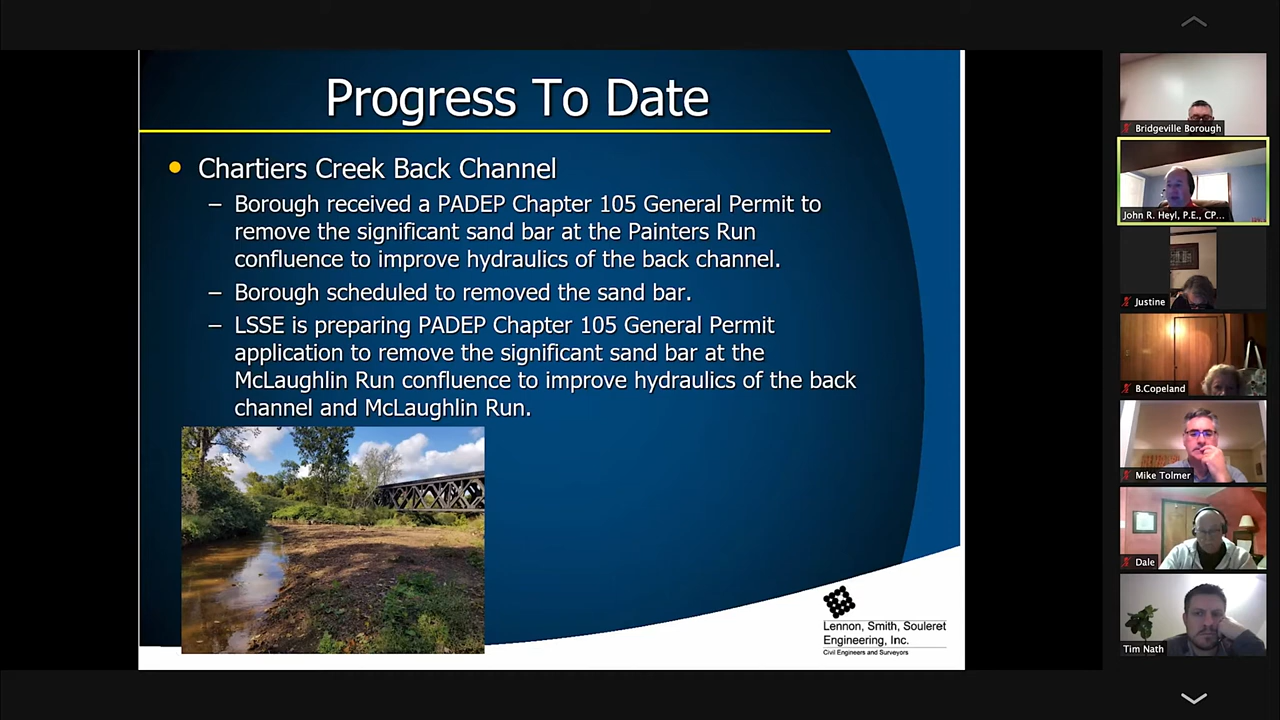 Progress To Date
Chartiers Creek Back Channel
– Borough received a PADEP Chapter 105 General Permit to
remove the significant sand bar at the Painters Run
confluence to improve hydraulics of the back channel.
– Borough scheduled to removed the sand bar.
– LSSE is preparing PADEP Chapter 105 General Permit
application to remove the significant sand bar at the
McLaughlin Run confluence to improve hydraulics of the back
channel and McLaughlin Run.
Lennon, Smith, Souleret
Engineering, Inc.
Civil Engineers and Surveyors
Bridgeville Borough
John R. Heyl, P.E., CP...
Justine
B.Copeland
Mike Tolmer
Dale
Tim Nath